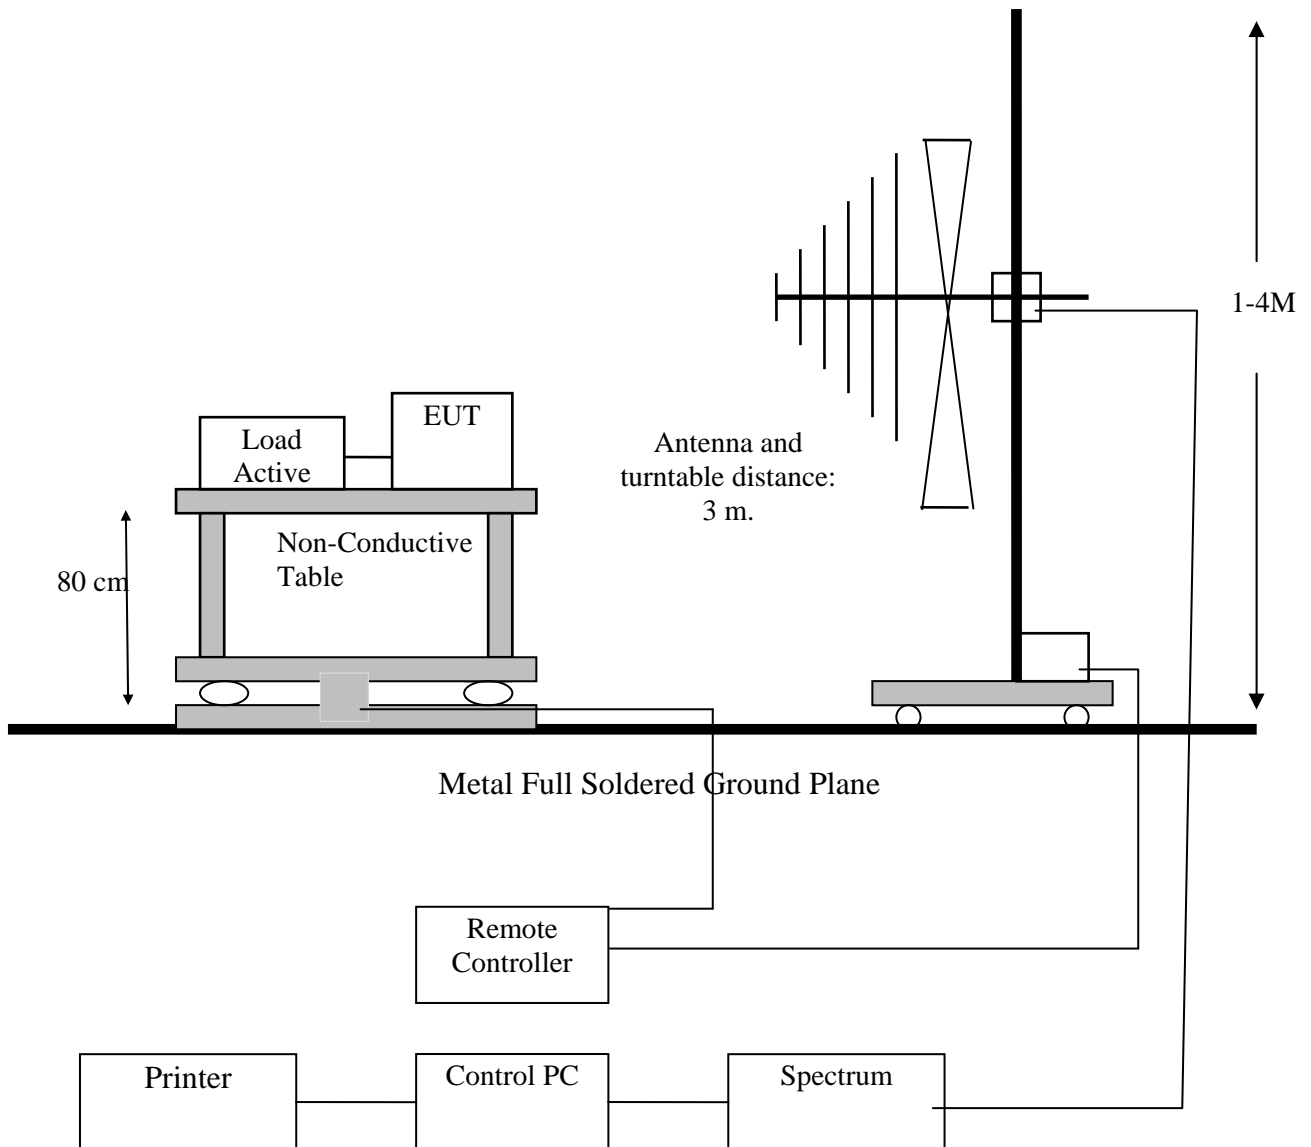 1-4M
EUT
Load
Active
Antenna and
turntable distance:
3 m.
Non-Conductive
Table
80 cm
Metal Full Soldered Ground Plane
Remote
Controller
Printer
Control PC
Spectrum